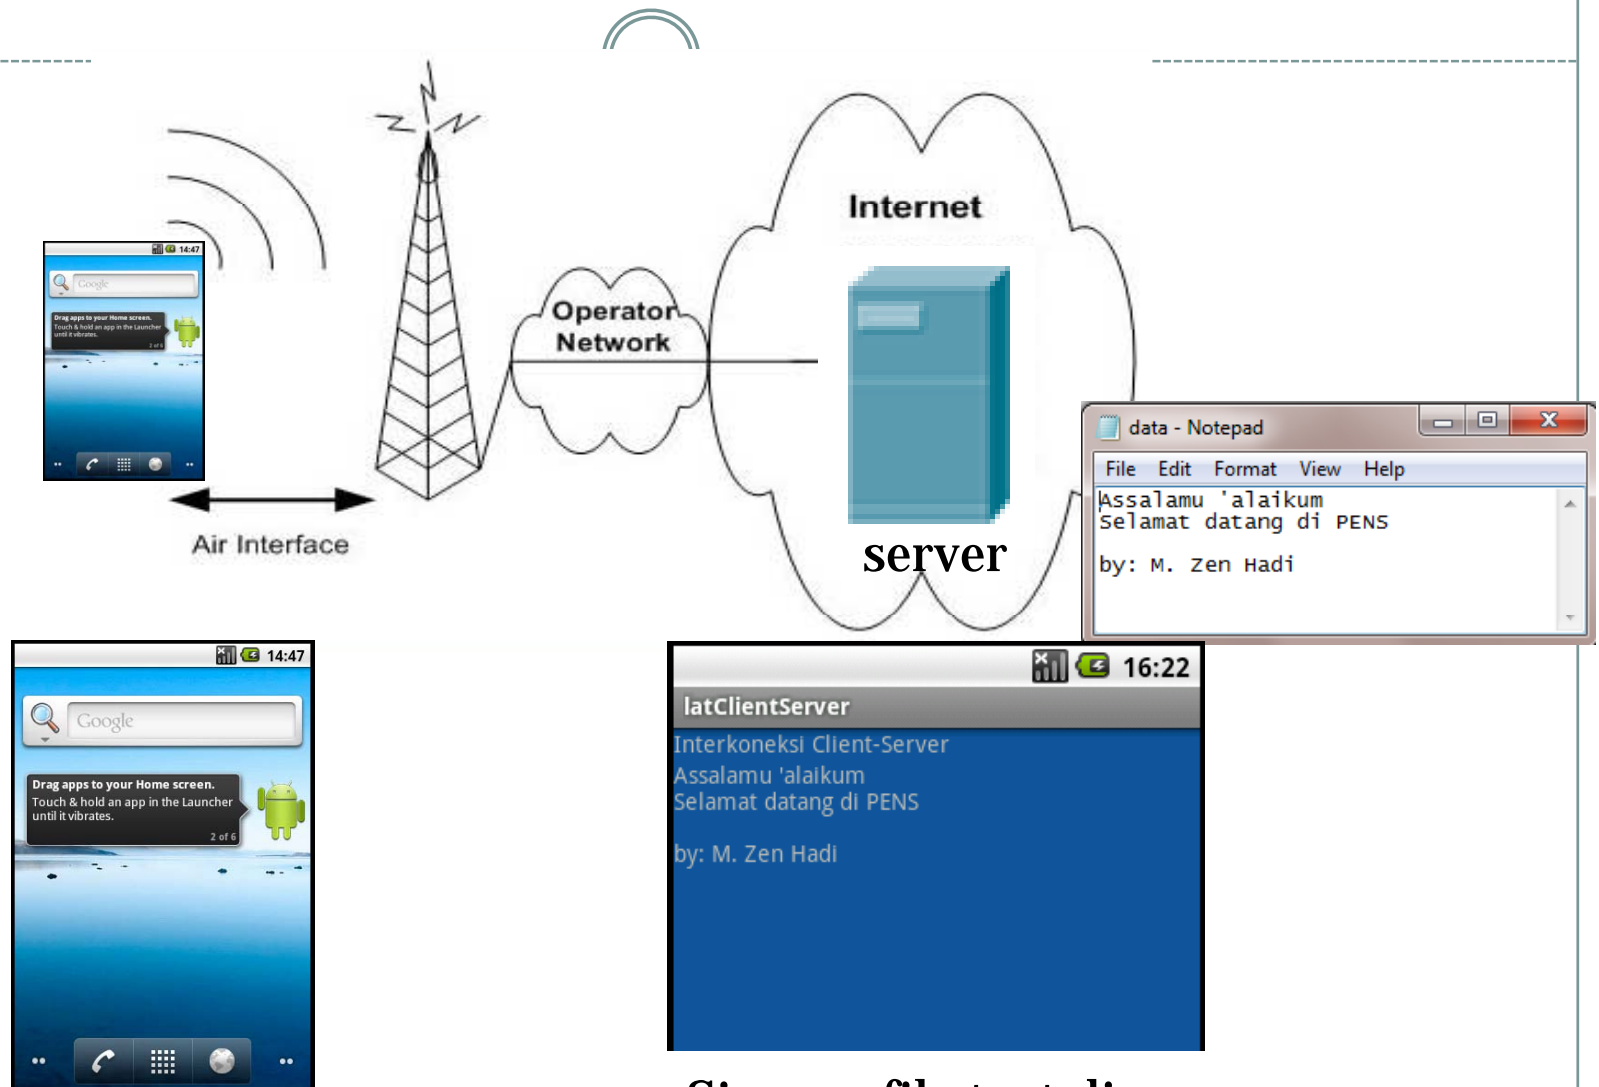 Internet
14:47
Google
Drag apps to your Home screen.
Touch & hold an app in the Launcher
until it vibrates.
2 of 6
Operator
Network
Air Interface
server
data - Notepad
File Edit Format View Help
Assalamu 'alaikum
Selamat datang di PENS
by: M. Zen Hadi
14:47
Google
Drag apps to your Home screen.
Touch & hold an app in the Launcher
until it vibrates.
2 of 6
16:22
latClientServer
Interkoneksi Client-Server
Assalamu 'alaikum
Selamat datang di PENS
by: M. Zen Hadi